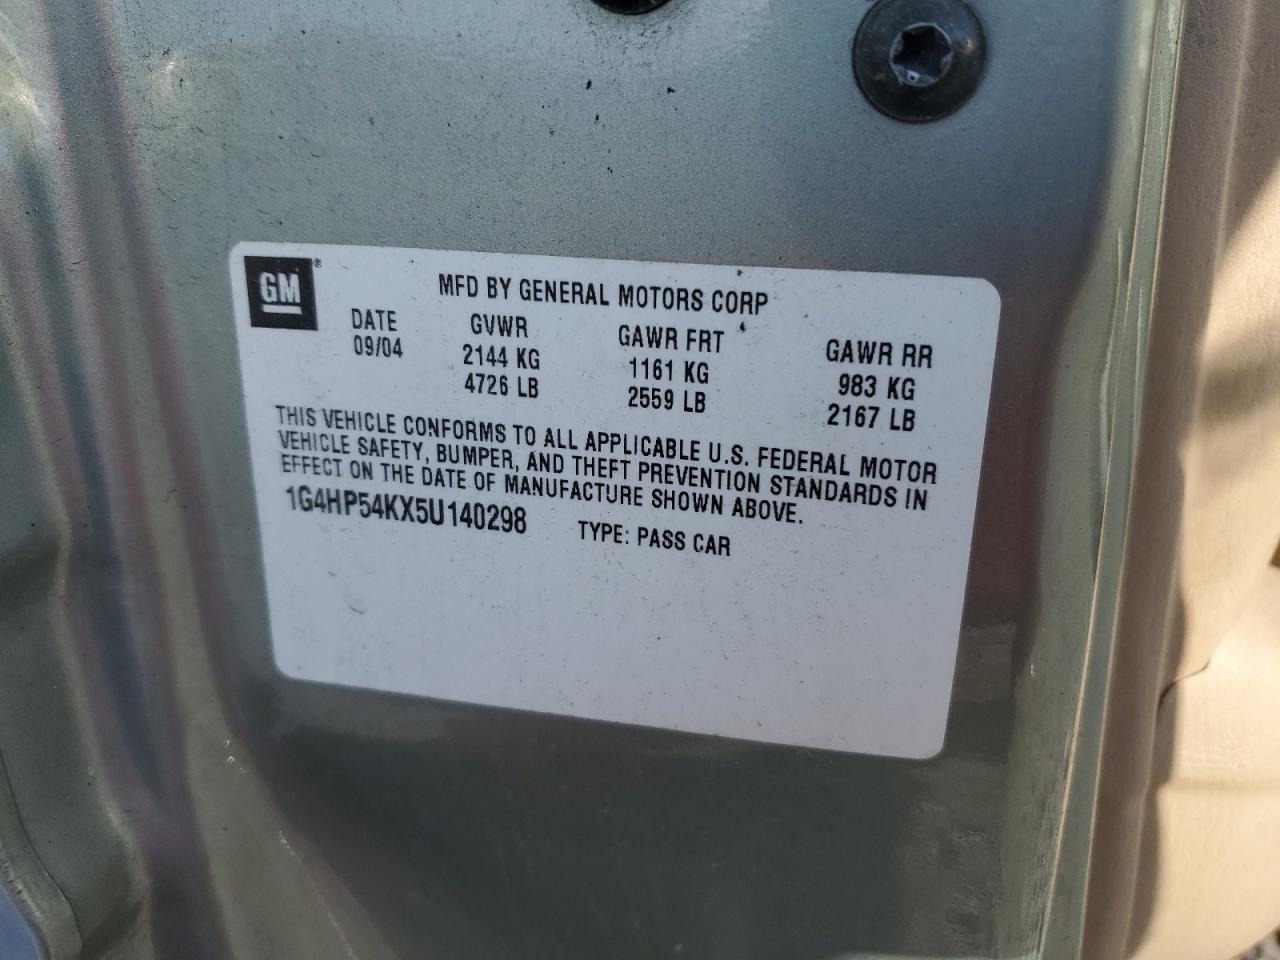 GM®
MFD BY GENERAL MOTORS CORP
DATE GVWR GAWR FRT GAWR RR
09/04 2144 KG 1161 KG 983 KG
4726 LB 2559 LB 2167 LB
THIS VEHICLE CONFORMS TO ALL APPLICABLE U.S. FEDERAL MOTOR
VEHICLE SAFETY, BUMPER, AND THEFT PREVENTION STANDARDS IN
EFFECT ON THE DATE OF MANUFACTURE SHOWN ABOVE.
1G4HP54KX5U140298 TYPE: PASS CAR